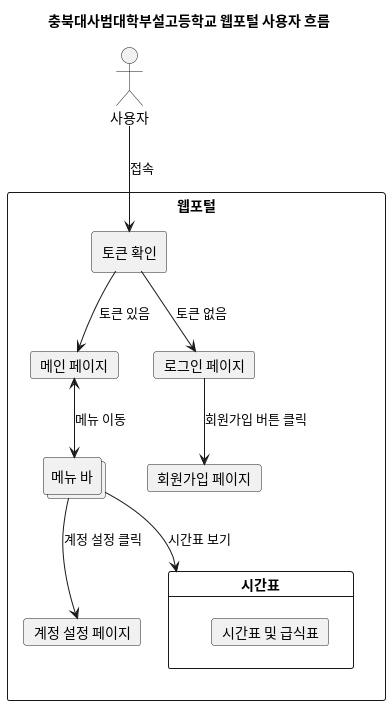 충북대사범대학부설고등학교 웹포털 사용자 흐름
사용자
접속
웹포털
토큰 확인
토큰 있음
토큰 없음
메인 페이지
로그인 페이지
메뉴 이동
회원가입 버튼 클릭
메뉴 바
회원가입 페이지
계정 설정 클릭
시간표 보기
시간표
계정 설정 페이지
시간표 및 급식표